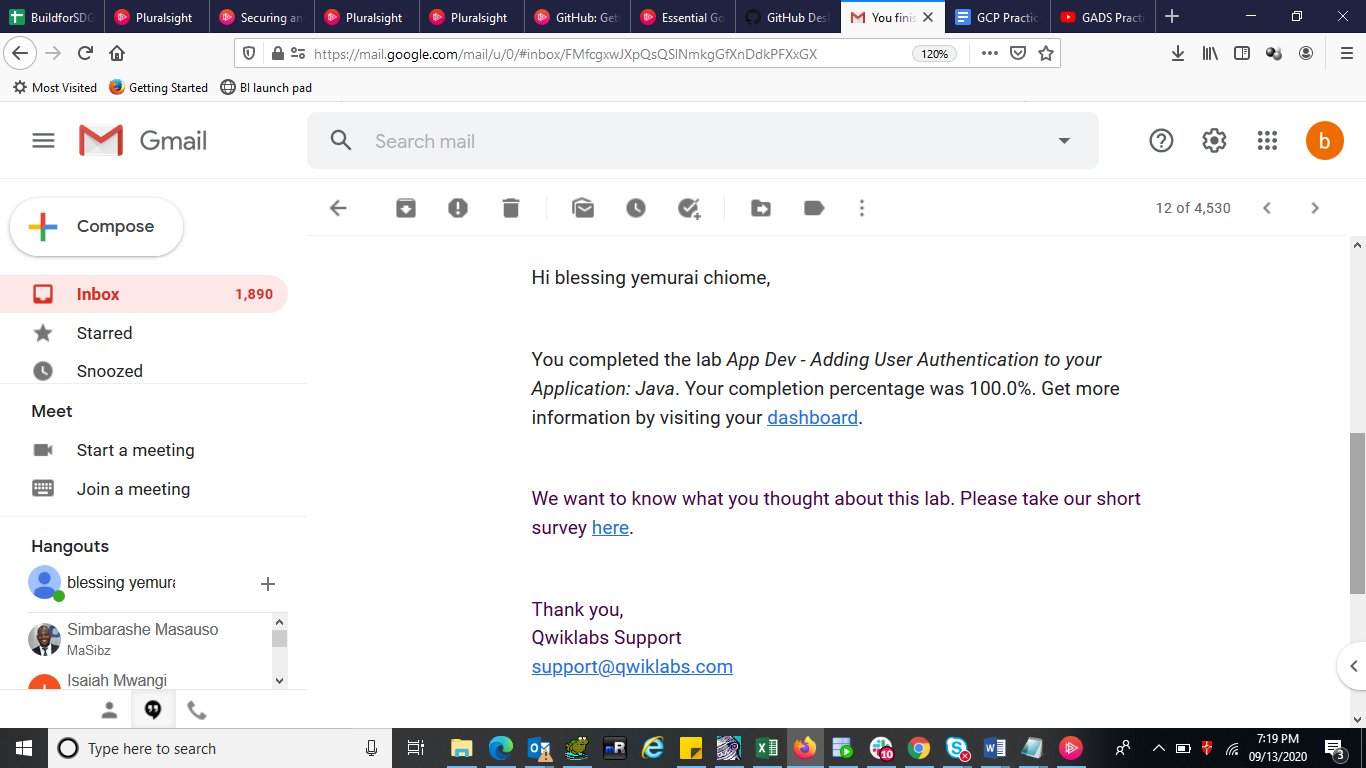 BuildforSDG
Pluralsight
Securing an
Pluralsight
Pluralsight
GitHub: Get
Essential Go
GitHub Des
You finis
GCP Practic
GADS Pract
https://mail.google.com/mail/u/0/#inbox/FMfcgxwJXpQsQSlNmkgGfXnDdkPFXxGX
120%
Most Visited
Getting Started
BI launch pad
Gmail
Search mail
b
Compose
12 of 4,530
Inbox 1,890
Starred
Snoozed
Meet
Start a meeting
Join a meeting
Hangouts
blessing yemura
Simbarashe Masauso
MaSibz
Isaiah Mwangi
Hi blessing yemurai chiome,
You completed the lab App Dev - Adding User Authentication to your
Application: Java. Your completion percentage was 100.0%. Get more
information by visiting your dashboard.
We want to know what you thought about this lab. Please take our short
survey here.
Thank you,
Qwiklabs Support
support@qwiklabs.com
Type here to search
10
7:19 PM
09/13/2020
3